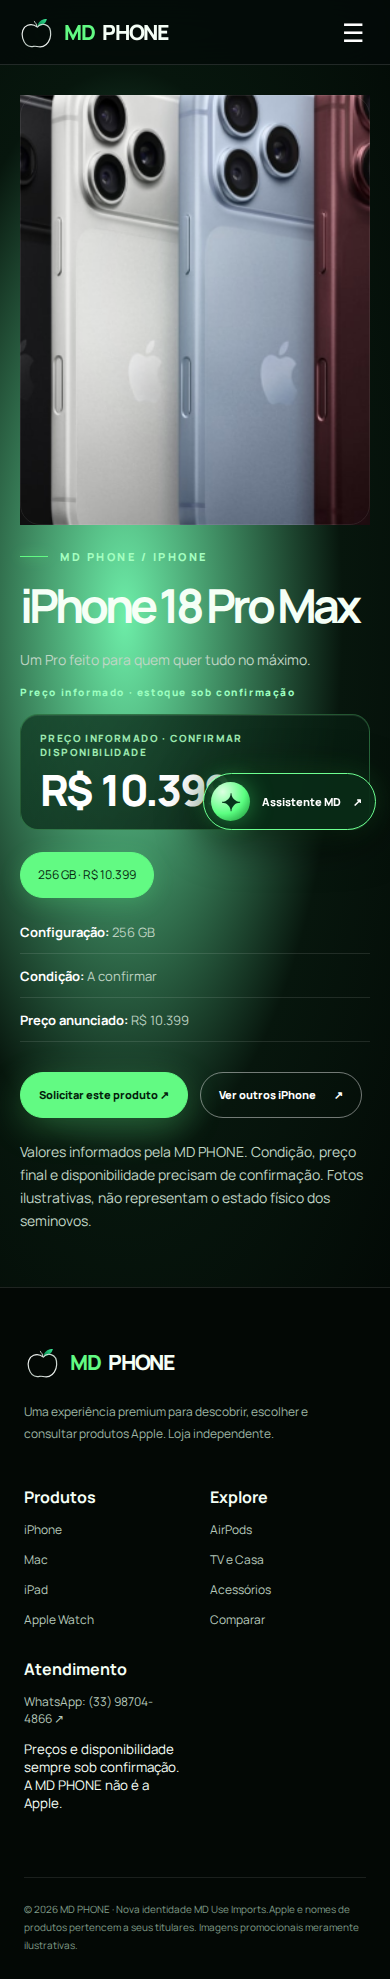 MD PHONE
☰
MD PHONE / IPHONE
iPhone 18 Pro Max
Um Pro feito para quem quer tudo no máximo.
Preço informado · estoque sob confirmação
PREÇO INFORMADO · CONFIRMAR
DISPONIBILIDADE
R$ 10.39
Assistente MD ↗
256 GB · R$ 10.399
Configuração: 256 GB
Condição: A confirmar
Preço anunciado: R$ 10.399
Solicitar este produto ↗
Ver outros iPhone ↗
Valores informados pela MD PHONE. Condição, preço
final e disponibilidade precisam de confirmação. Fotos
ilustrativas, não representam o estado físico dos
seminovos.
MD PHONE
Uma experiência premium para descobrir, escolher e
consultar produtos Apple. Loja independente.
Produtos
iPhone
Mac
iPad
Apple Watch
Explore
AirPods
TV e Casa
Acessórios
Comparar
Atendimento
WhatsApp: (33) 98704-
4866 ↗
Preços e disponibilidade
sempre sob confirmação.
A MD PHONE não é a
Apple.
© 2026 MD PHONE · Nova identidade MD Use Imports.Apple e nomes de
produtos pertencem a seus titulares. Imagens promocionais meramente
ilustrativas.